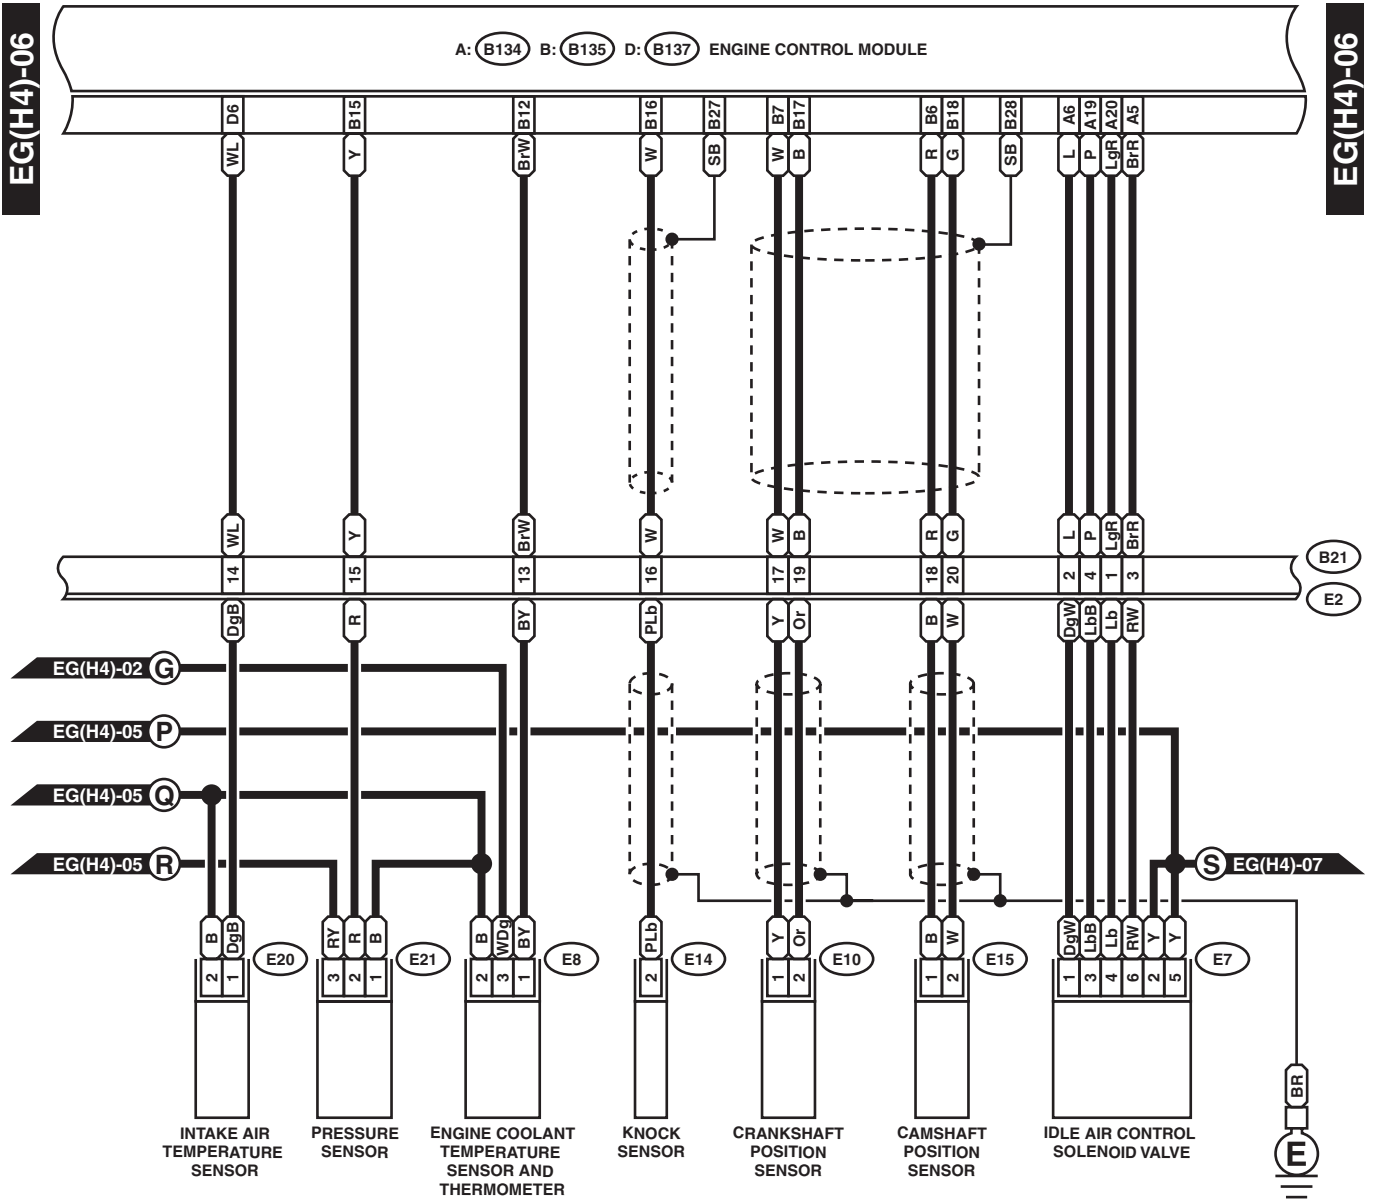 EG(H4)-06
EG(H4)-06
A: B134 B: B135 D: B137 ENGINE CONTROL MODULE
D6 B15 B12 B16 B27 B7 B17 B6 B18 B28 A6 A19 A20 A5
WL Y BrW W SB W B R G SB L P LgR BrR
WL Y BrW W W B R G L P LgR BrR
14 15 13 16 17 19 18 20 2 4 1 3
B21
E2
DgB R BY PLb Y Or B W DgW LbB Lb RW
EG(H4)-02 G
EG(H4)-05 P
EG(H4)-05 Q
EG(H4)-05 R
S EG(H4)-07
B DgB RY R B B WDg BY PLb Y Or B W DgW LbB Lb RW Y Y
E20 E21 E8 E14 E10 E15 E7
2 1 3 2 1 2 3 1 2 1 2 1 2 1 3 4 6 2 5
BR
E
INTAKE AIR
TEMPERATURE
SENSOR
PRESSURE
SENSOR
ENGINE COOLANT
TEMPERATURE
SENSOR AND
THERMOMETER
KNOCK
SENSOR
CRANKSHAFT
POSITION
SENSOR
CAMSHAFT
POSITION
SENSOR
IDLE AIR CONTROL
SOLENOID VALVE